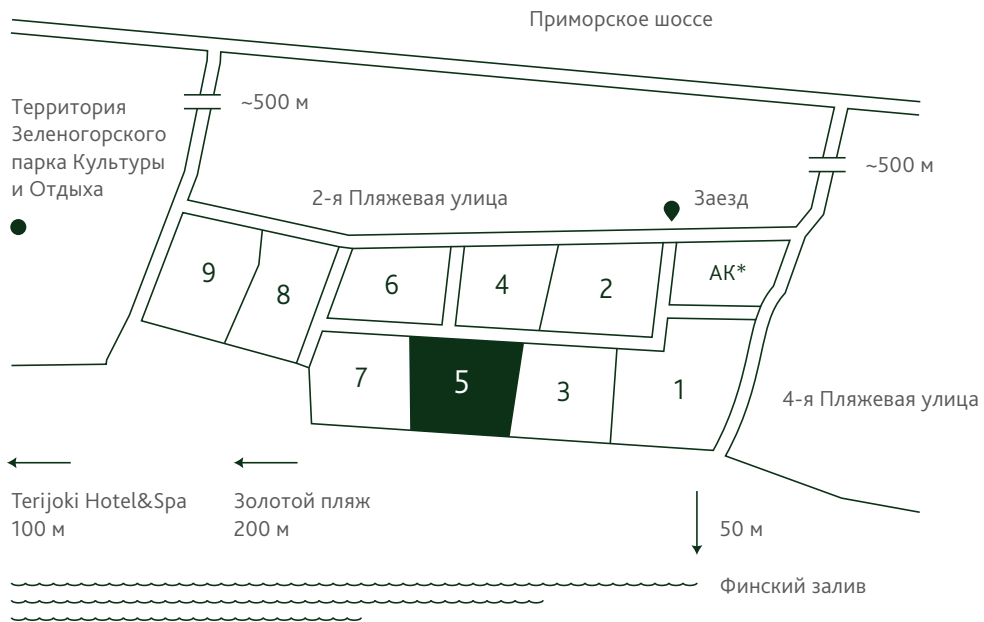 Приморское шоссе
Территория
Зеленогорского
парка Культуры
и Отдыха
~500 м
~500 м
2-я Пляжевая улица
Заезд
9
8
6
4
2
АК*
7
5
3
1
4-я Пляжевая улица
Terijoki Hotel&Spa
100 м
Золотой пляж
200 м
50 м
Финский залив